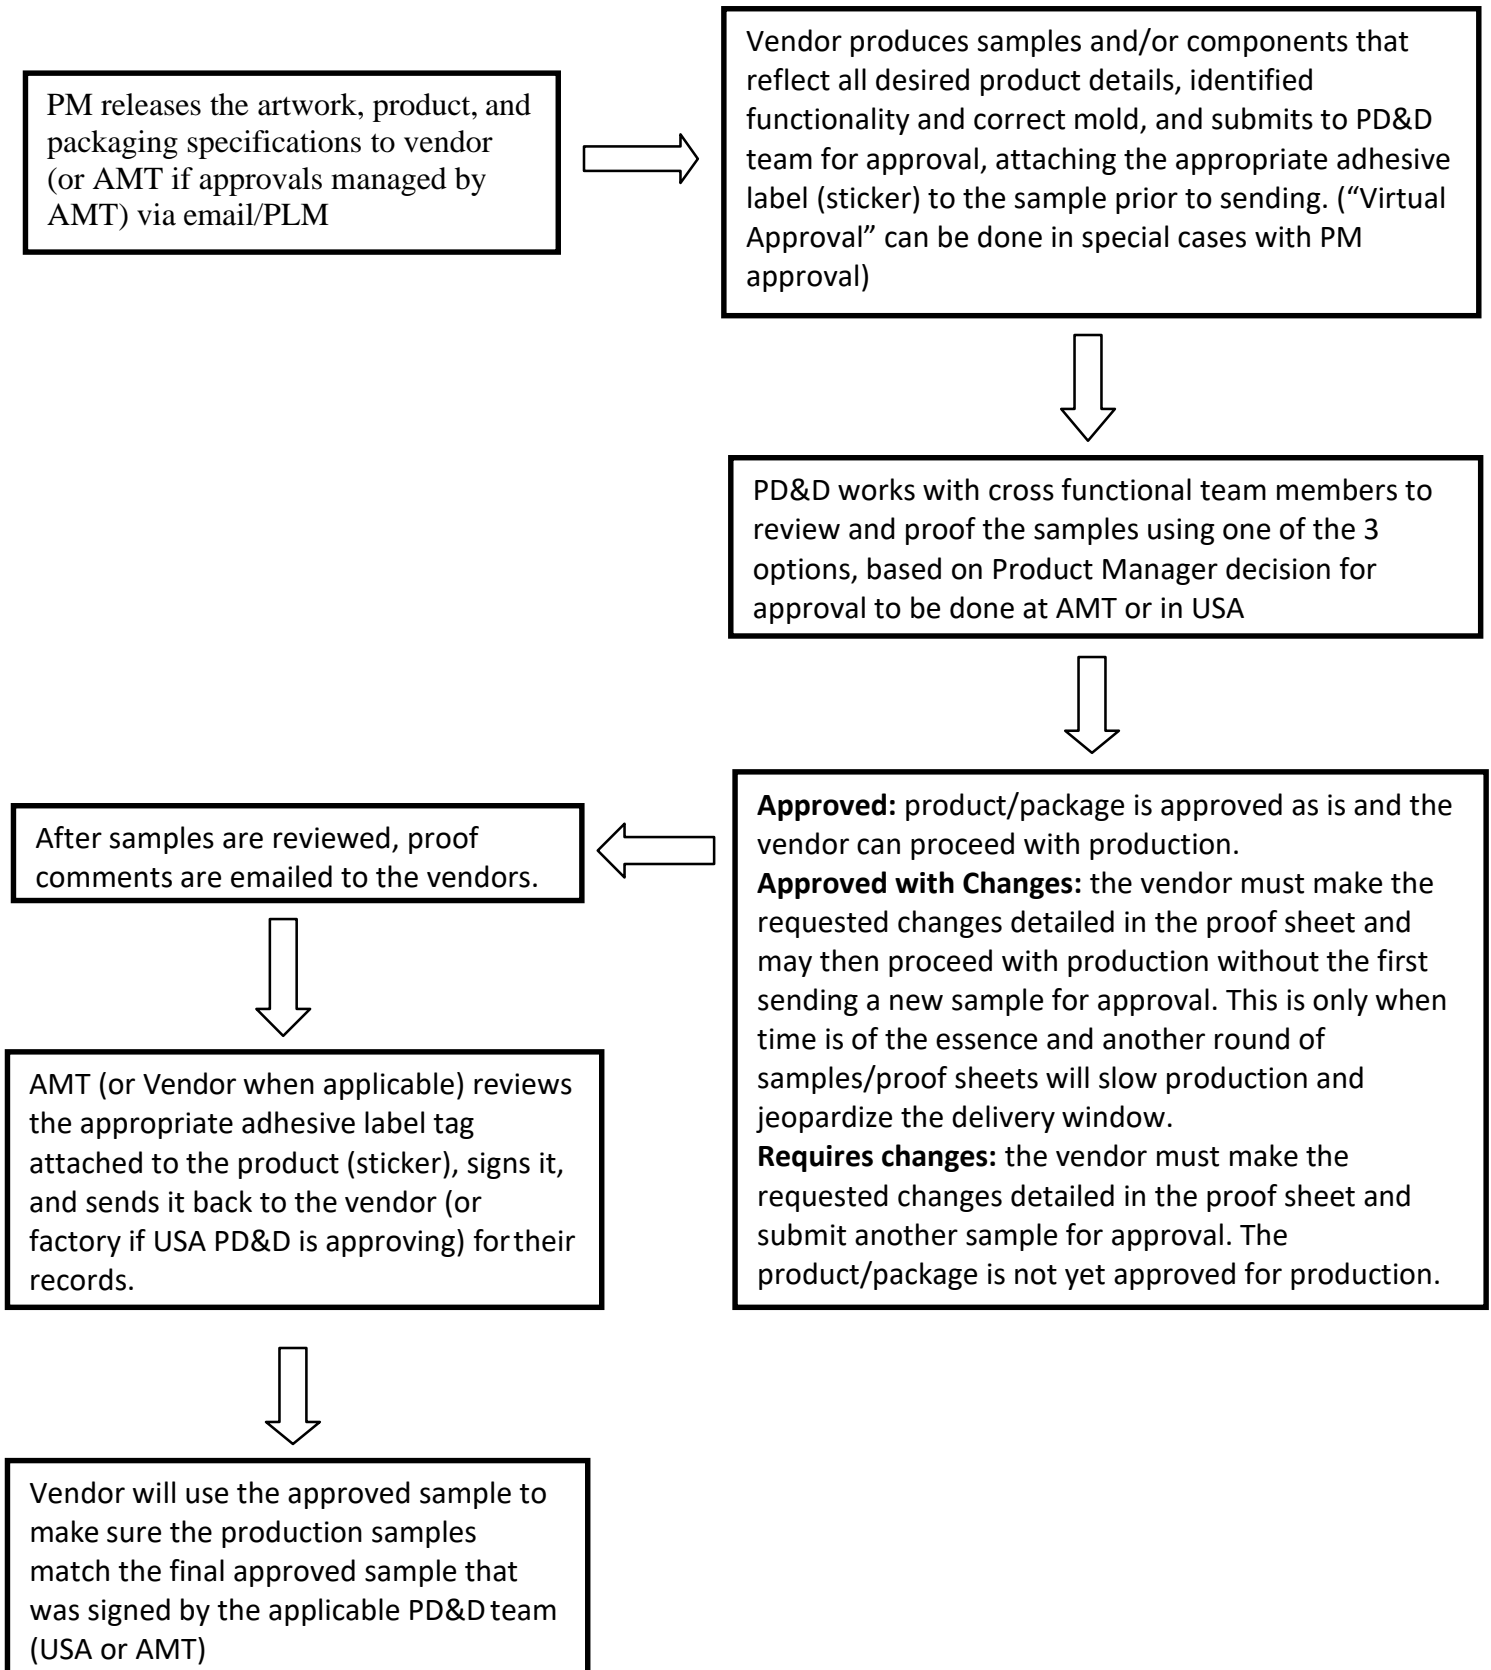 PM releases the artwork, product, and
packaging specifications to vendor
(or AMT if approvals managed by
AMT) via email/PLM
Vendor produces samples and/or components that
reflect all desired product details, identified
functionality and correct mold, and submits to PD&D
team for approval, attaching the appropriate adhesive
label (sticker) to the sample prior to sending. (“Virtual
Approval” can be done in special cases with PM
approval)
PD&D works with cross functional team members to
review and proof the samples using one of the 3
options, based on Product Manager decision for
approval to be done at AMT or in USA
Approved: product/package is approved as is and the
vendor can proceed with production.
Approved with Changes: the vendor must make the
requested changes detailed in the proof sheet and
may then proceed with production without the first
sending a new sample for approval. This is only when
time is of the essence and another round of
samples/proof sheets will slow production and
jeopardize the delivery window.
Requires changes: the vendor must make the
requested changes detailed in the proof sheet and
submit another sample for approval. The
product/package is not yet approved for production.
After samples are reviewed, proof
comments are emailed to the vendors.
AMT (or Vendor when applicable) reviews
the appropriate adhesive label tag
attached to the product (sticker), signs it,
and sends it back to the vendor (or
factory if USA PD&D is approving) for their
records.
Vendor will use the approved sample to
make sure the production samples
match the final approved sample that
was signed by the applicable PD&D team
(USA or AMT)